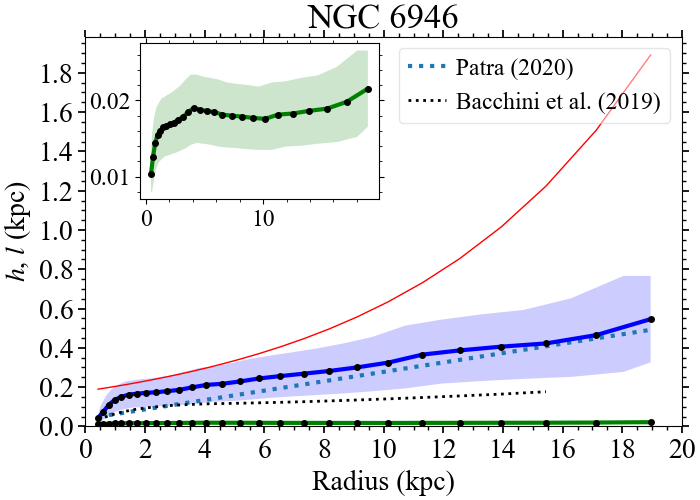 NGC 6946
h, l (kpc)
1.8
1.6
1.4
1.2
1.0
0.8
0.6
0.4
0.2
0.0
0.02
0.01
0 10
Patra (2020)
Bacchini et al. (2019)
0 2 4 6 8 10 12 14 16 18 20
Radius (kpc)